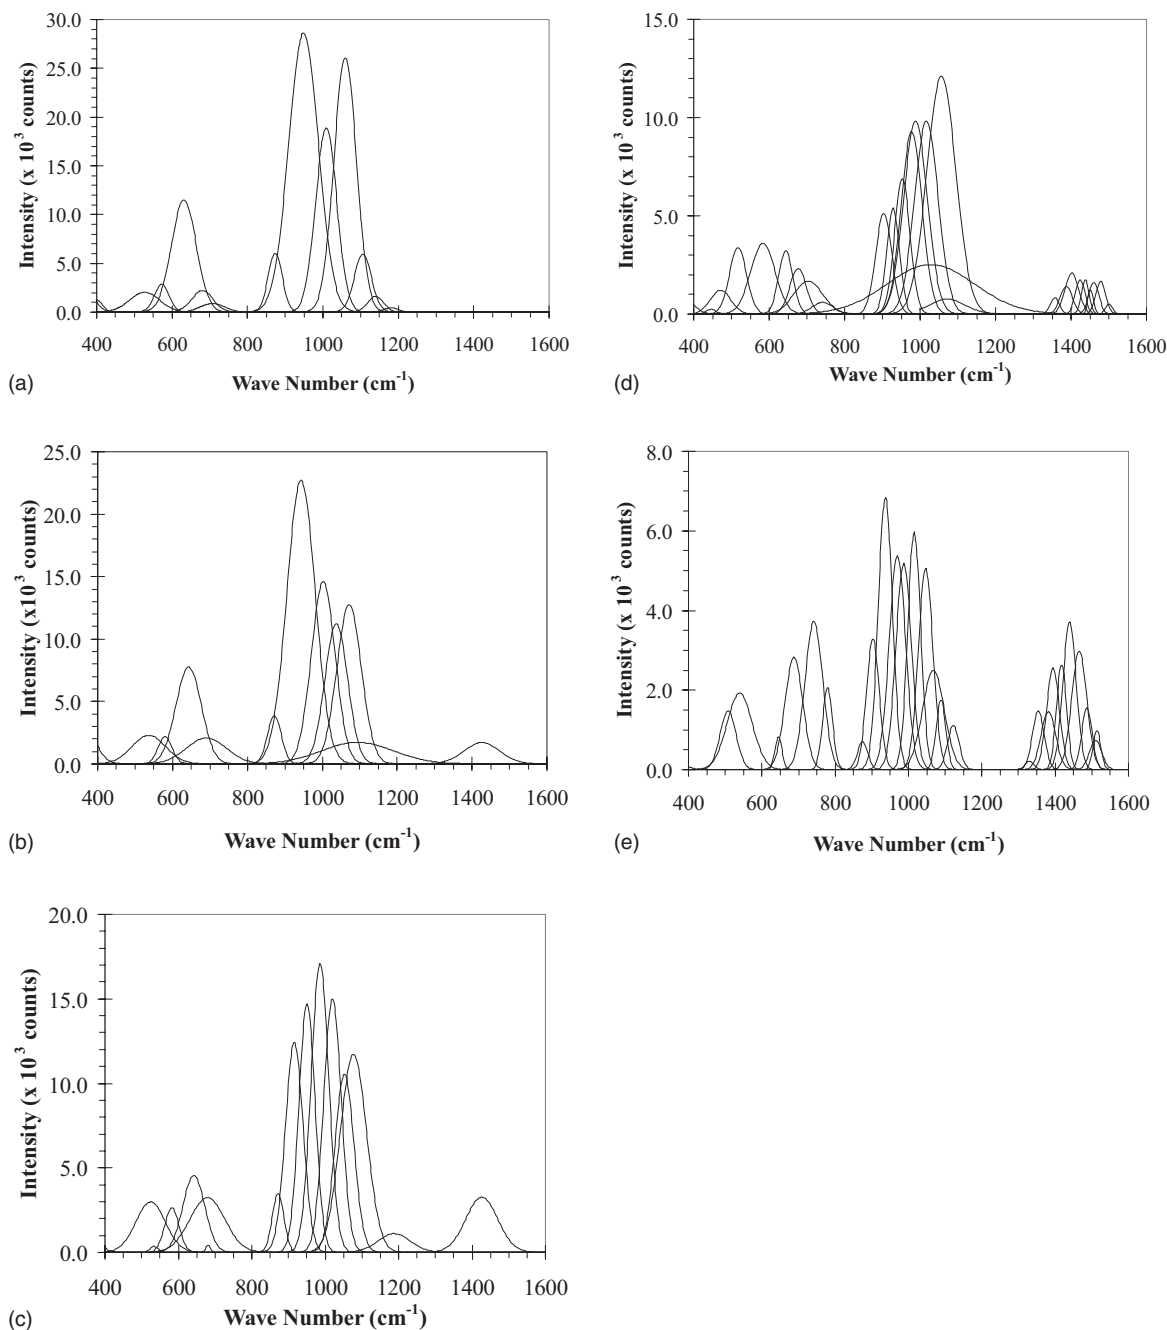 30.0
25.0
20.0
15.0
10.0
5.0
0.0
Intensity (x 10³ counts)
400 600 800 1000 1200 1400 1600
Wave Number (cm⁻¹)
(a)
25.0
20.0
15.0
10.0
5.0
0.0
Intensity (x10³ counts)
400 600 800 1000 1200 1400 1600
Wave Number (cm⁻¹)
(b)
20.0
15.0
10.0
5.0
0.0
Intensity (x 10³ counts)
400 600 800 1000 1200 1400 1600
Wave Number (cm⁻¹)
(c)
15.0
10.0
5.0
0.0
Intensity (x 10³ counts)
400 600 800 1000 1200 1400 1600
Wave Number (cm⁻¹)
(d)
8.0
6.0
4.0
2.0
0.0
Intensity (x 10³ counts)
400 600 800 1000 1200 1400 1600
Wave Number (cm⁻¹)
(e)